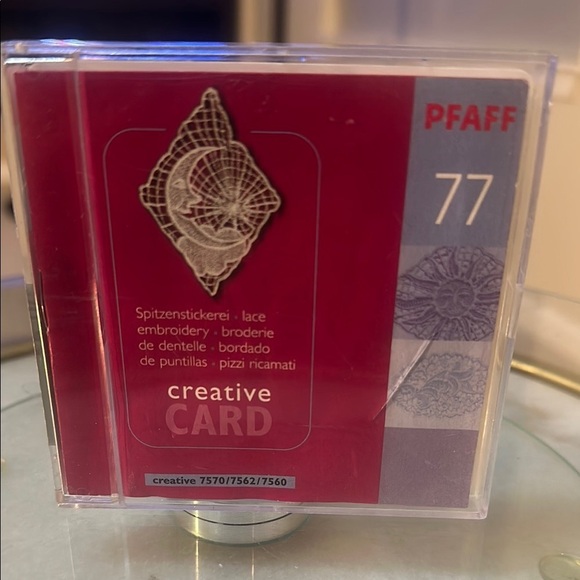 PFAFF
77
Spitzenstickerei · lace
embroidery · broderie
de dentelle · bordado
de puntillas · pizzi ricamati
creative
CARD
creative 7570/7562/7560